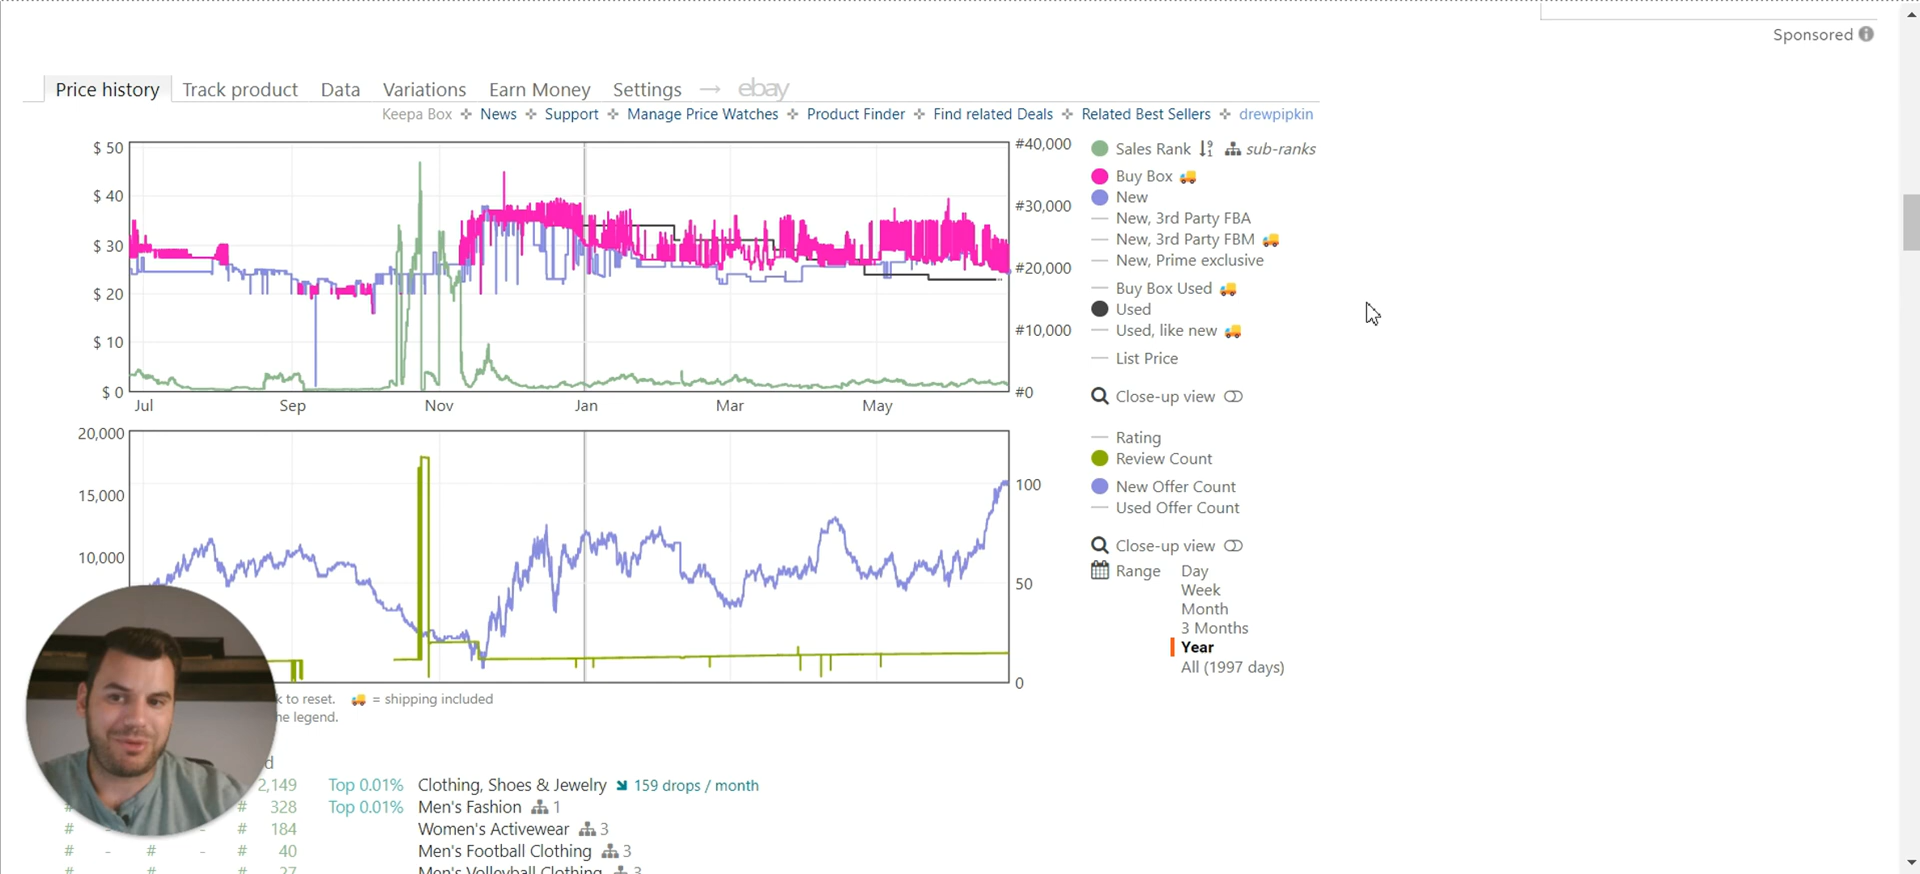 Sponsored
Price history Track product Data Variations Earn Money Settings → ebay
Keepa Box News Support Manage Price Watches Product Finder Find related Deals Related Best Sellers drewpipkin
$ 50
$ 40
$ 30
$ 20
$ 10
$ 0
#40,000
#30,000
#20,000
#10,000
#0
Jul Sep Nov Jan Mar May
Sales Rank sub-ranks
Buy Box
New
New, 3rd Party FBA
New, 3rd Party FBM
New, Prime exclusive
Buy Box Used
Used
Used, like new
List Price
Close-up view
20,000
15,000
10,000
100
50
0
Rating
Review Count
New Offer Count
Used Offer Count
Close-up view
Range Day
Week
Month
3 Months
Year
All (1997 days)
k to reset. = shipping included
he legend.
d
2,149 Top 0.01% Clothing, Shoes & Jewelry 159 drops / month
# # 328 Top 0.01% Men's Fashion 1
# - # - # 184 Women's Activewear 3
# - # - # 40 Men's Football Clothing 3
27 Men's Volleyball Clothing 3